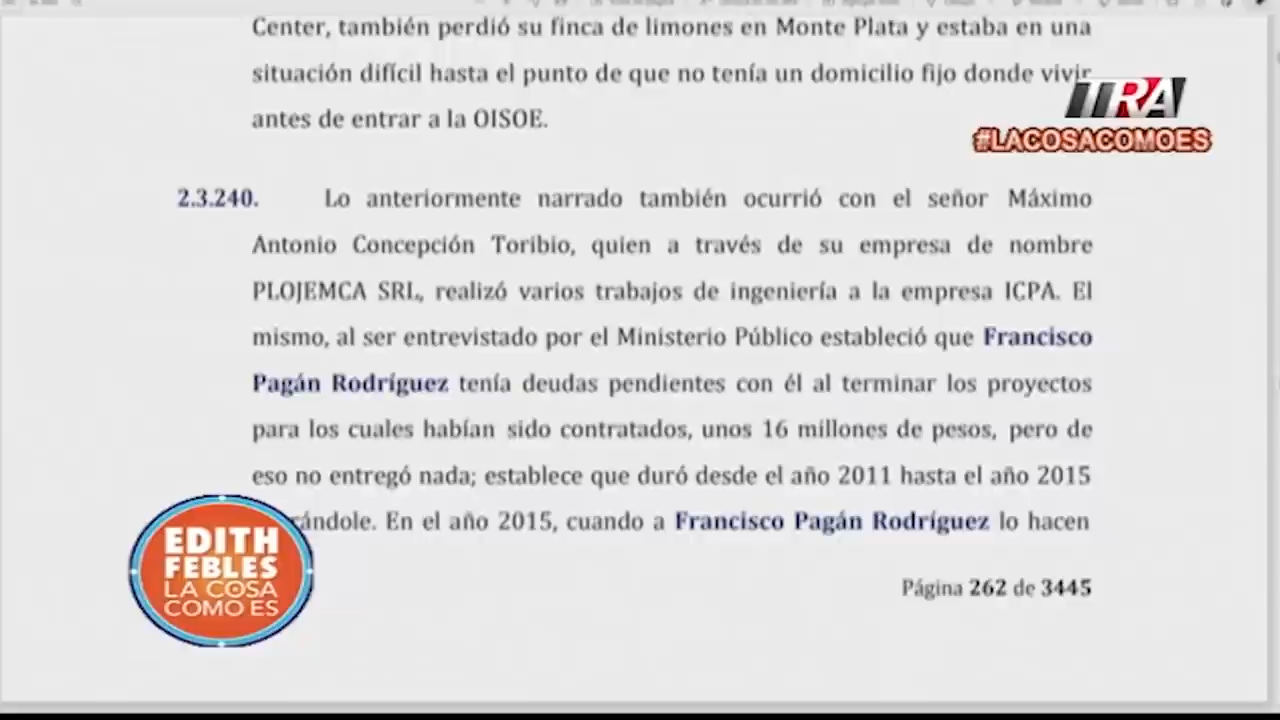 Center, también perdió su finca de limones en Monte Plata y estaba en una
situación difícil hasta el punto de que no tenía un domicilio fijo donde vivir
antes de entrar a la OISOE.
TRA
#LACOSACOMOES
2.3.240. Lo anteriormente narrado también ocurrió con el señor Máximo
Antonio Concepción Toribio, quien a través de su empresa de nombre
PLOJEMCA SRL, realizó varios trabajos de ingeniería a la empresa ICPA. El
mismo, al ser entrevistado por el Ministerio Público estableció que Francisco
Pagán Rodríguez tenía deudas pendientes con él al terminar los proyectos
para los cuales habían sido contratados, unos 16 millones de pesos, pero de
eso no entregó nada; establece que duró desde el año 2011 hasta el año 2015
rándole. En el año 2015, cuando a Francisco Pagán Rodríguez lo hacen
Página 262 de 3445
EDITH
FEBLES
LA COSA
COMO ES